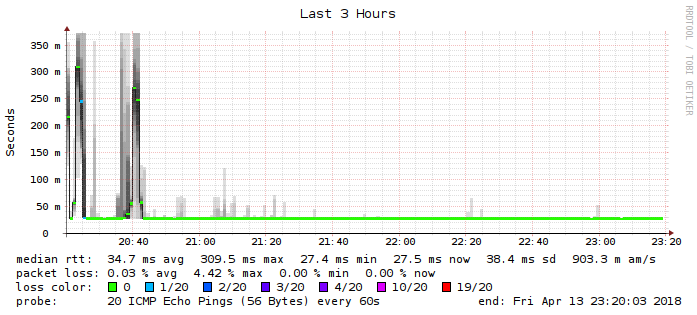 Last 3 Hours
RRDTOOL / TOBI OETIKER
Seconds
350 m
300 m
250 m
200 m
150 m
100 m
50 m
0
20:40 21:00 21:20 21:40 22:00 22:20 22:40 23:00 23:20
median rtt: 34.7 ms avg 309.5 ms max 27.4 ms min 27.5 ms now 38.4 ms sd 903.3 m am/s
packet loss: 0.03 % avg 4.42 % max 0.00 % min 0.00 % now
loss color: 0 1/20 2/20 3/20 4/20 10/20 19/20
probe: 20 ICMP Echo Pings (56 Bytes) every 60s end: Fri Apr 13 23:20:03 2018